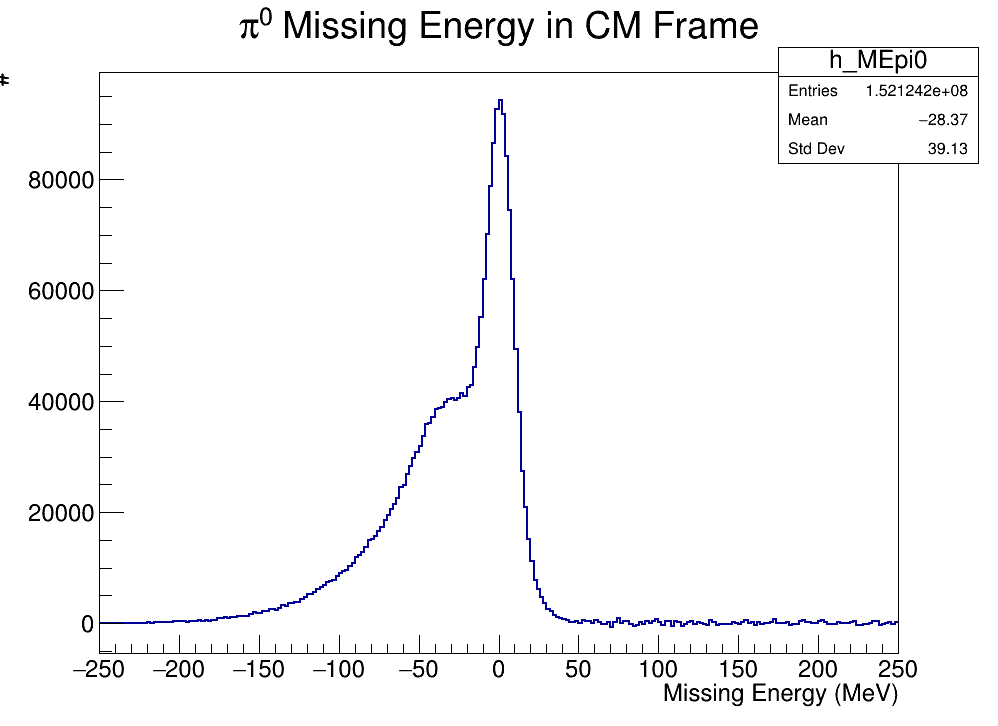 π⁰ Missing Energy in CM Frame
h_MEpi0
Entries 1.521242e+08
Mean −28.37
Std Dev 39.13
#
80000
60000
40000
20000
0
−250 −200 −150 −100 −50 0 50 100 150 200 250
Missing Energy (MeV)